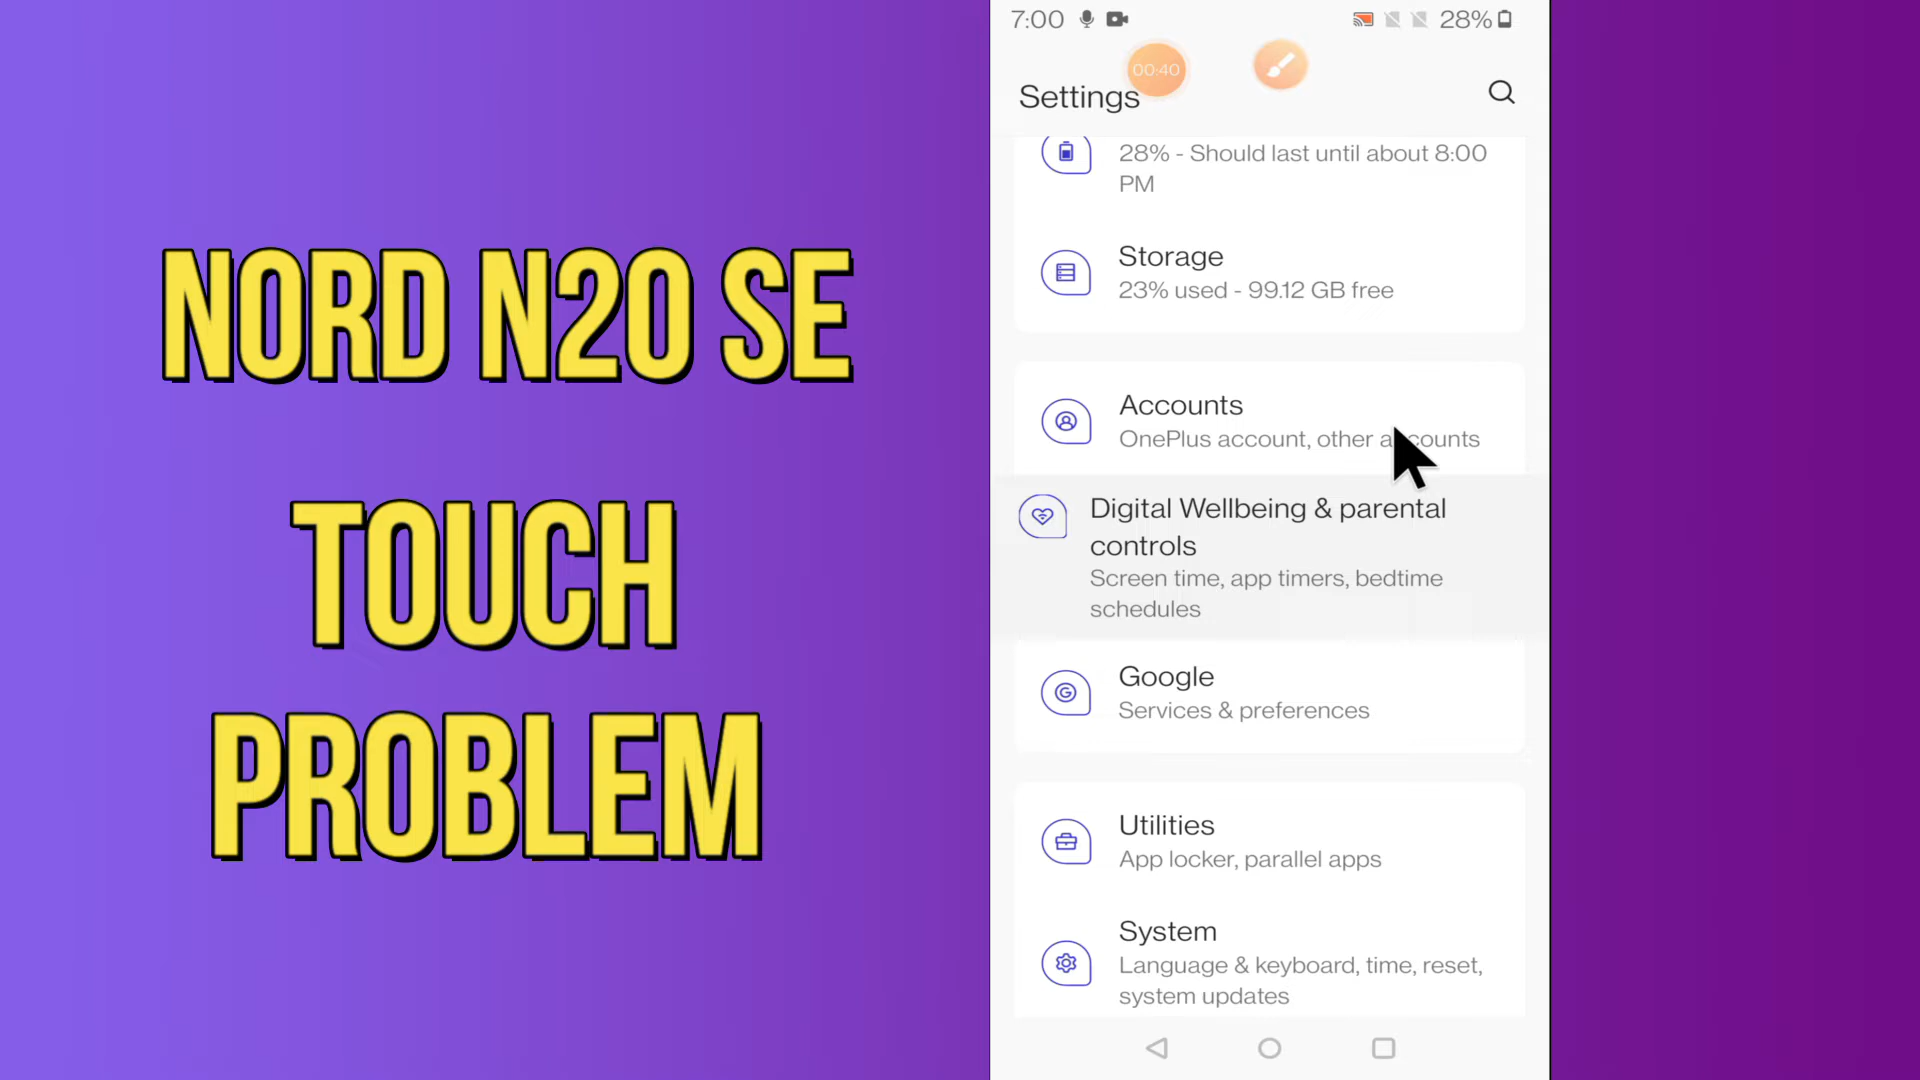 NORD N20 SE
TOUCH
PROBLEM
7:00
28%
00:40
Settings
28% - Should last until about 8:00
PM
Storage
23% used - 99.12 GB free
Accounts
OnePlus account, other accounts
Digital Wellbeing & parental
controls
Screen time, app timers, bedtime
schedules
Google
Services & preferences
Utilities
App locker, parallel apps
System
Language & keyboard, time, reset,
system updates